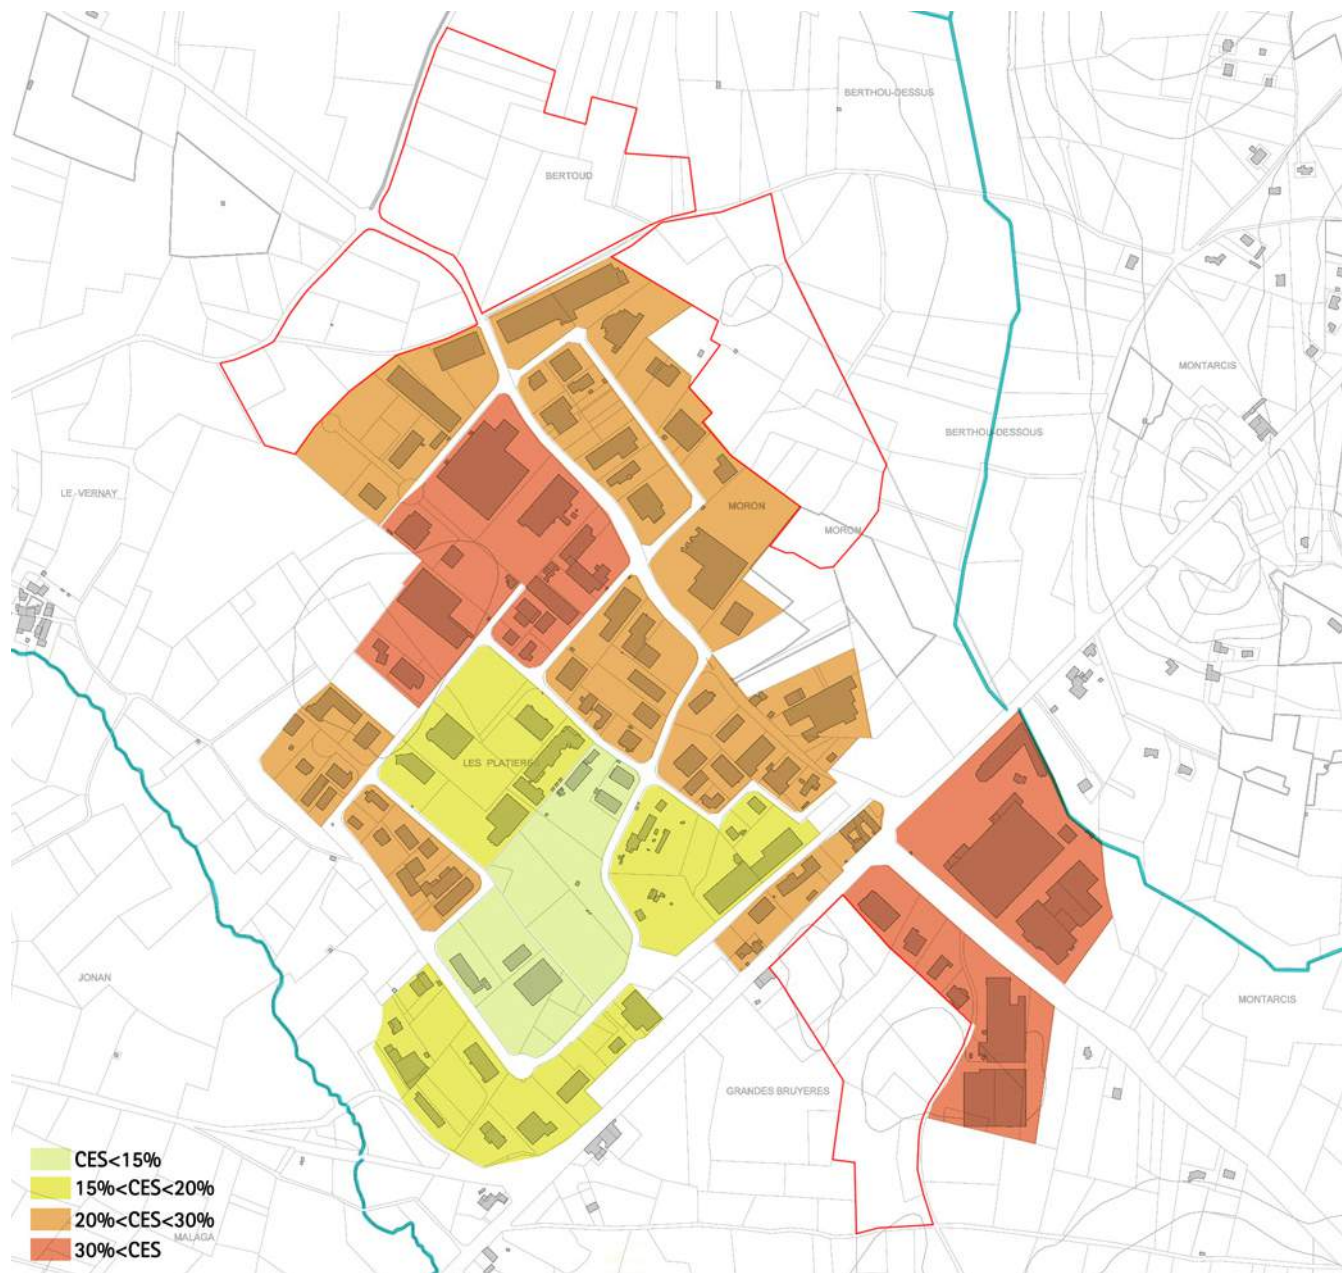 BERTHOU-DESSUS
BERTOUD
MONTARCIS
BERTHOU-DESSOUS
LE-VERNAY
MORON
MORON
LES PLATIERES
JONAN
MONTARCIS
GRANDES BRUYERES
CES<15%
15%<CES<20%
20%<CES<30%
MALAGA
30%<CES